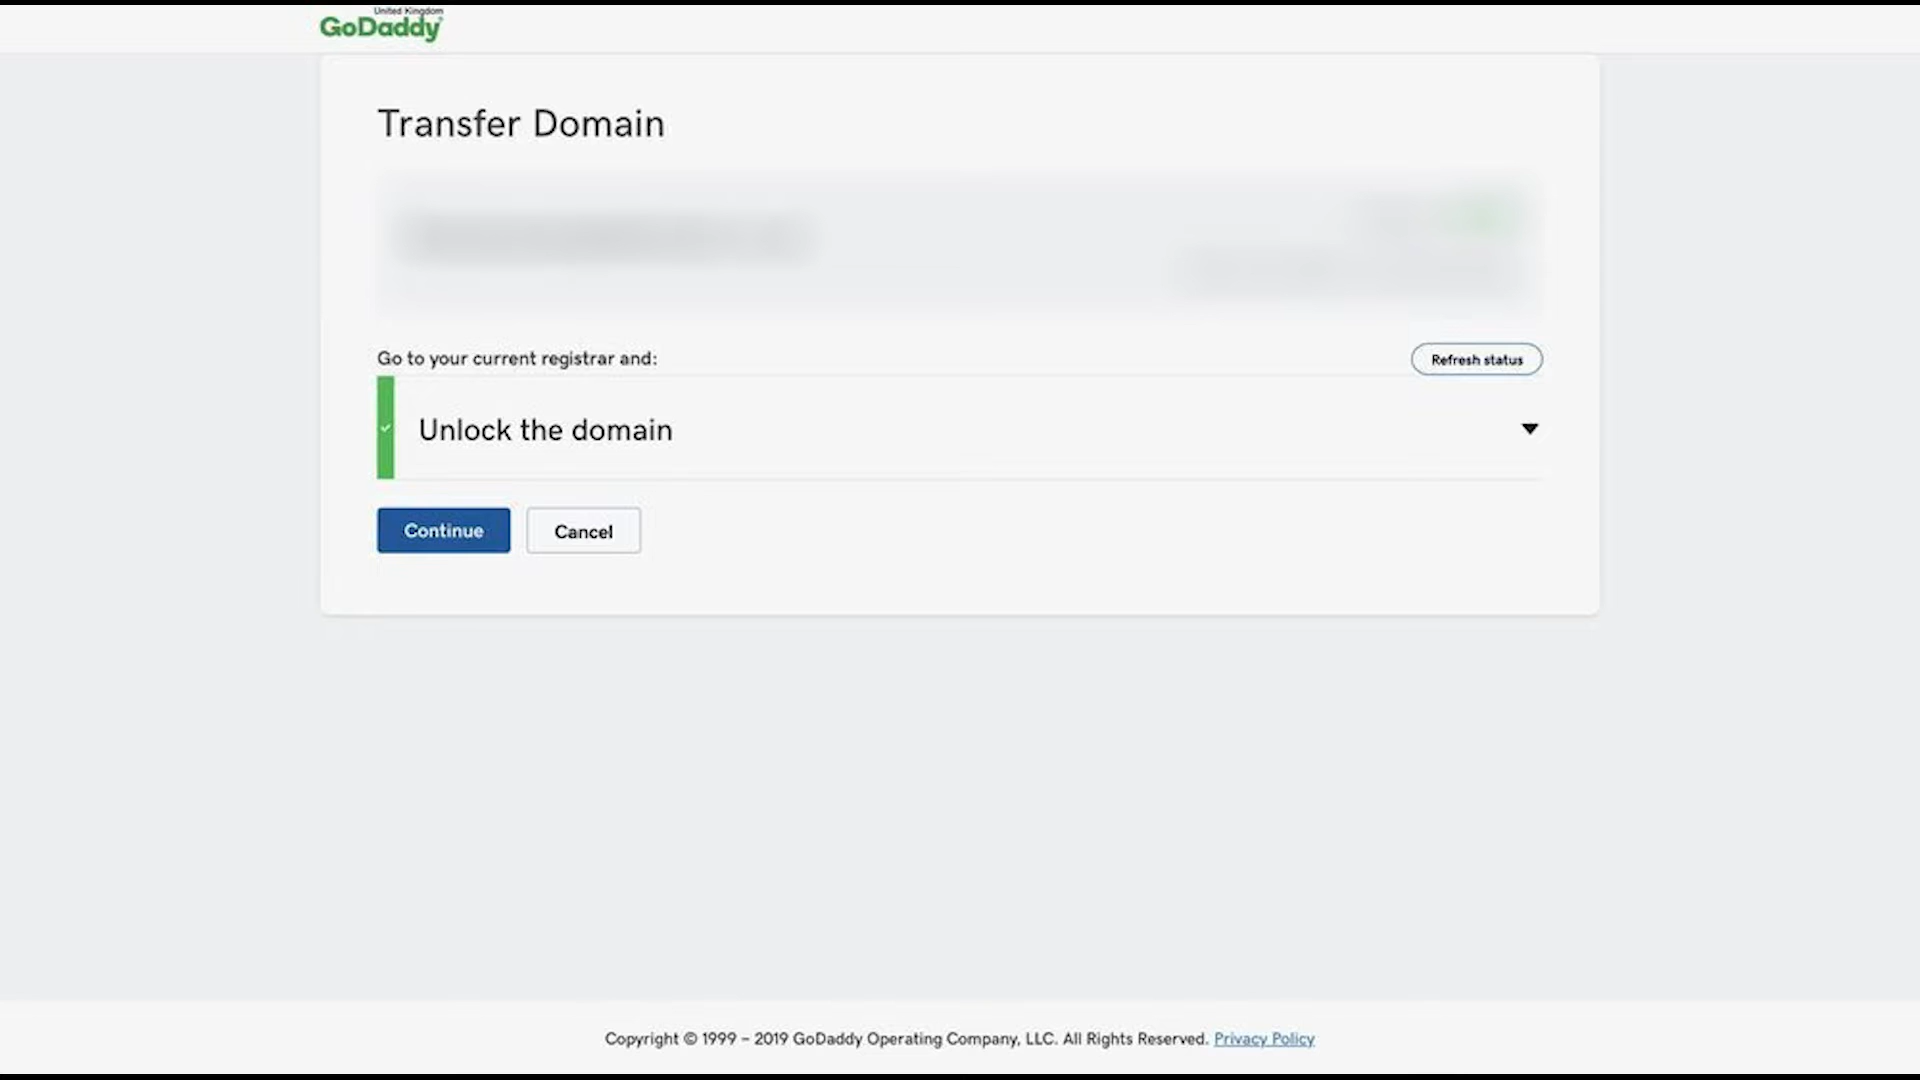 United Kingdom
GoDaddy
Transfer Domain
Go to your current registrar and:
Refresh status
Unlock the domain
Continue
Cancel
Copyright © 1999 – 2019 GoDaddy Operating Company, LLC. All Rights Reserved. Privacy Policy